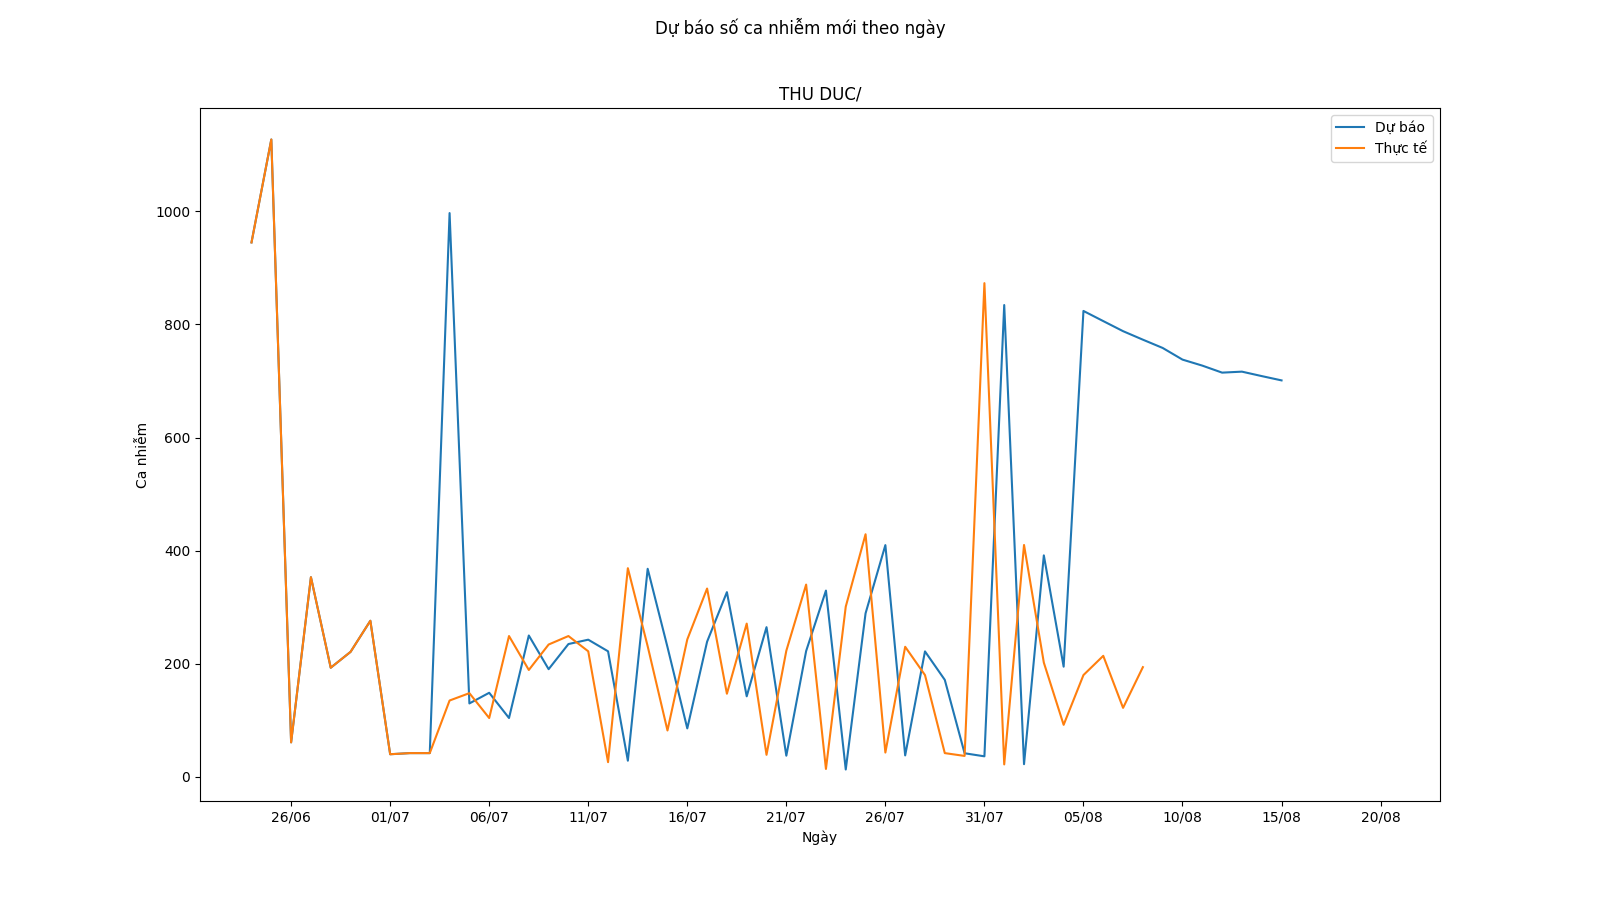 Dự báo số ca nhiễm mới theo ngày
THU DUC/
Dự báo
Thực tế
1000
800
600
400
200
0
Ca nhiễm
26/06 01/07 06/07 11/07 16/07 21/07 26/07 31/07 05/08 10/08 15/08 20/08
Ngày